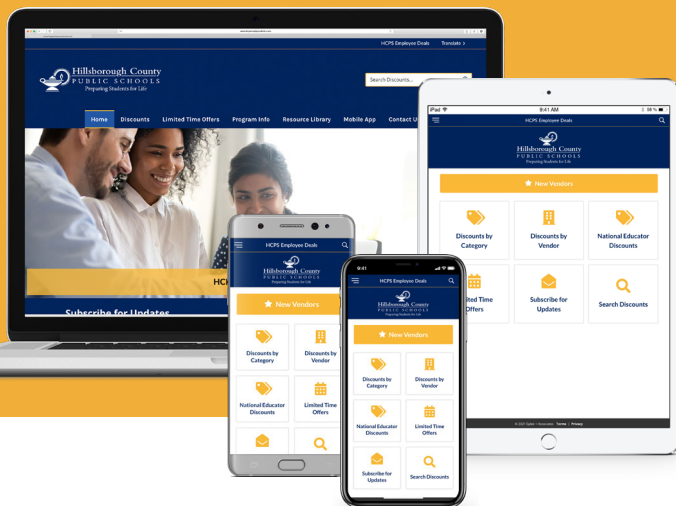 HCPS Employee Deals Translate >
Hillsborough County
PUBLIC SCHOOLS
Preparing Students for Life
Search Discounts...
Home Discounts Limited Time Offers Program Info Resource Library Mobile App Contact U
HC
Subscribe for Updates
iPad 9:41 AM 58 %
HCPS Employee Deals
Hillsborough County
PUBLIC SCHOOLS
Preparing Students for Life
New Vendors
Discounts by
Category
Discounts by
Vendor
National Educator
Discounts
ited Time
Offers
Subscribe for
Updates
Search Discounts
Terms Privacy
HCPS Employee Deals
Hillsborough County
PUBLIC SCHOOLS
Preparing Students for Life
New Vendors
Discounts by
Category
Discounts by
Vendor
National Educator
Discounts
Limited Time
Offers
9:41
HCPS Employee Deals
Hillsborough County
PUBLIC SCHOOLS
Preparing Students for Life
New Vendors
Discounts by
Category
Discounts by
Vendor
National Educator
Discounts
Limited Time
Offers
Subscribe for
Updates
Search Discounts